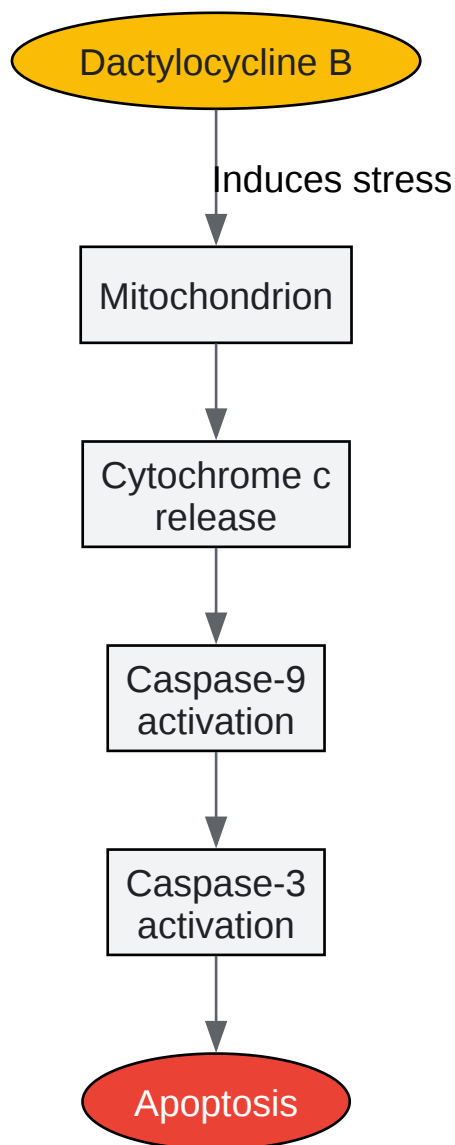 Dactylocycline B
Induces stress
Mitochondrion
Cytochrome c
release
Caspase-9
activation
Caspase-3
activation
Apoptosis